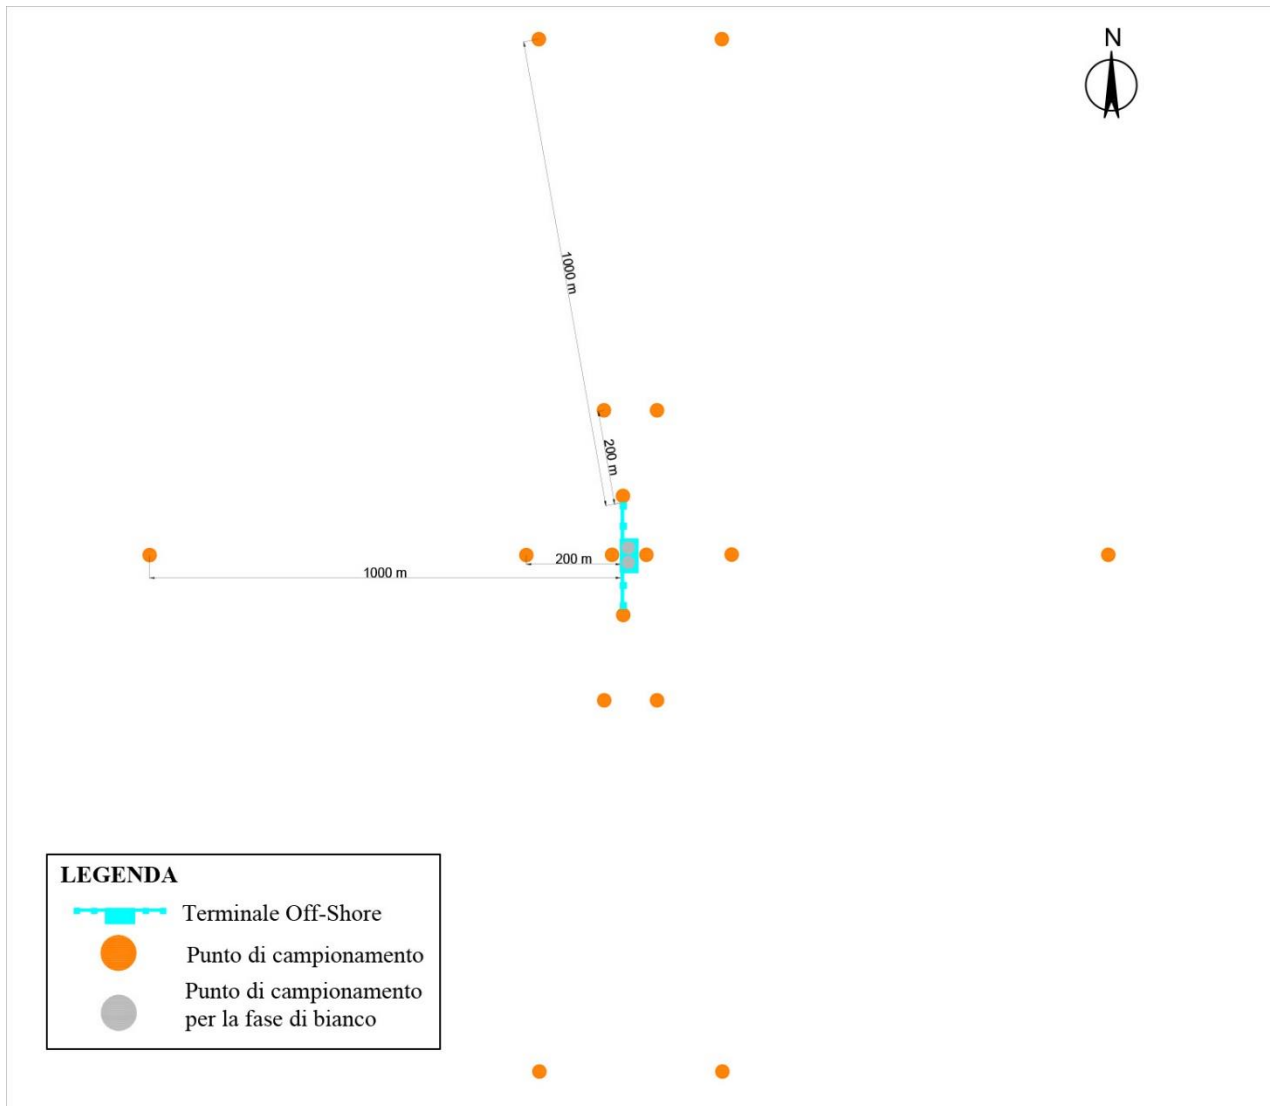 N
1000 m
200 m
200 m
1000 m
LEGENDA
Terminale Off-Shore
Punto di campionamento
Punto di campionamento
per la fase di bianco